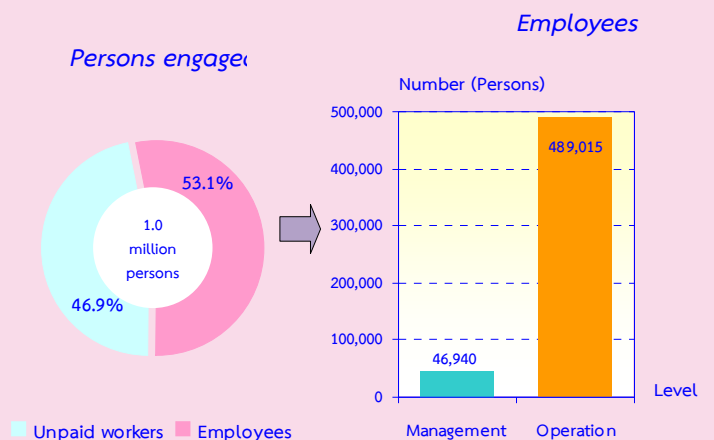 Employees
Persons engaged
Number (Persons)
500,000
400,000
300,000
200,000
100,000
0
489,015
46,940
Management
Operation
Level
53.1%
46.9%
1.0
million
persons
Unpaid workers
Employees